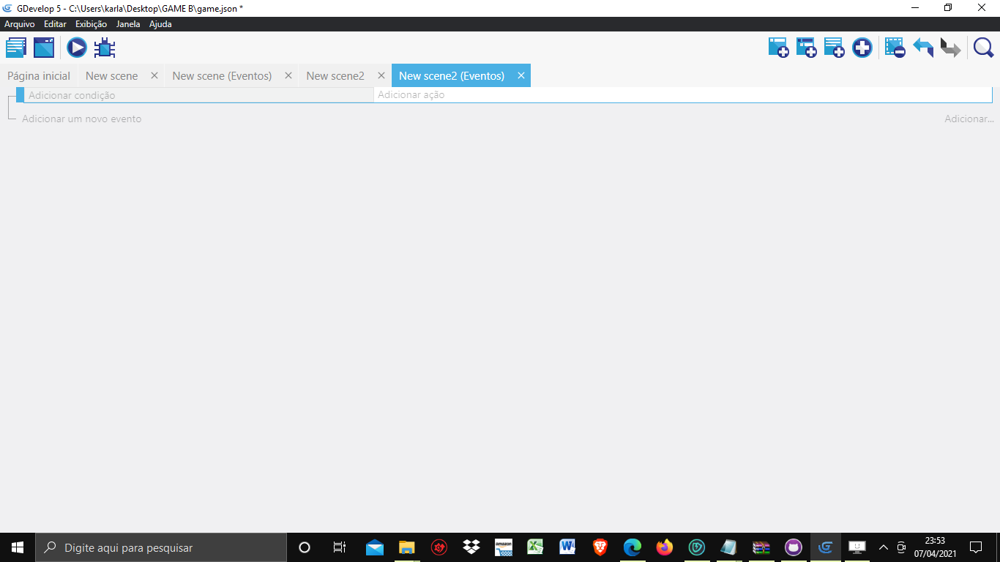 GDevelop 5 - C:\Users\karla\Desktop\GAME B\game.json *
Arquivo Editar Exibição Janela Ajuda
Página inicial New scene × New scene (Eventos) × New scene2 × New scene2 (Eventos) ×
Adicionar condição Adicionar ação
Adicionar um novo evento Adicionar...
Digite aqui para pesquisar
amazon
23:53
07/04/2021